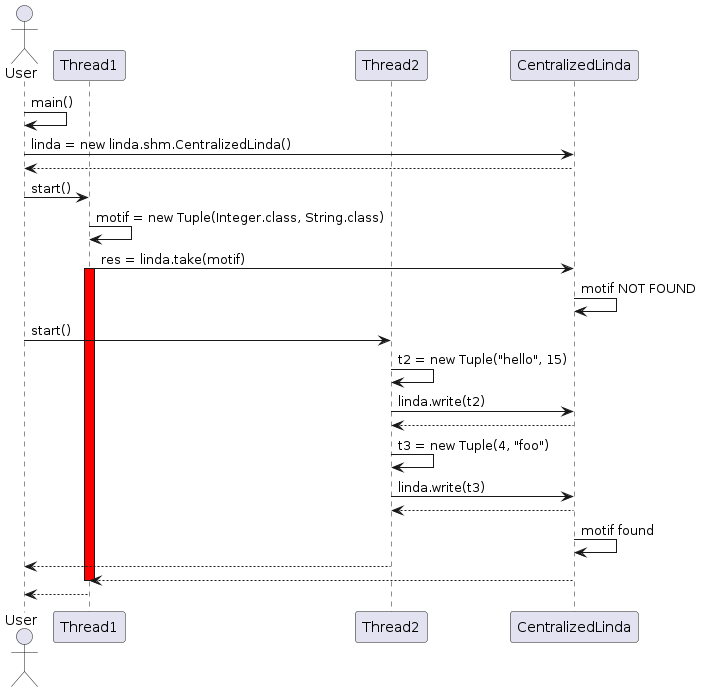 User
Thread1
Thread2
CentralizedLinda
main()
linda = new linda.shm.CentralizedLinda()
start()
motif = new Tuple(Integer.class, String.class)
res = linda.take(motif)
motif NOT FOUND
start()
t2 = new Tuple("hello", 15)
linda.write(t2)
t3 = new Tuple(4, "foo")
linda.write(t3)
motif found
User
Thread1
Thread2
CentralizedLinda